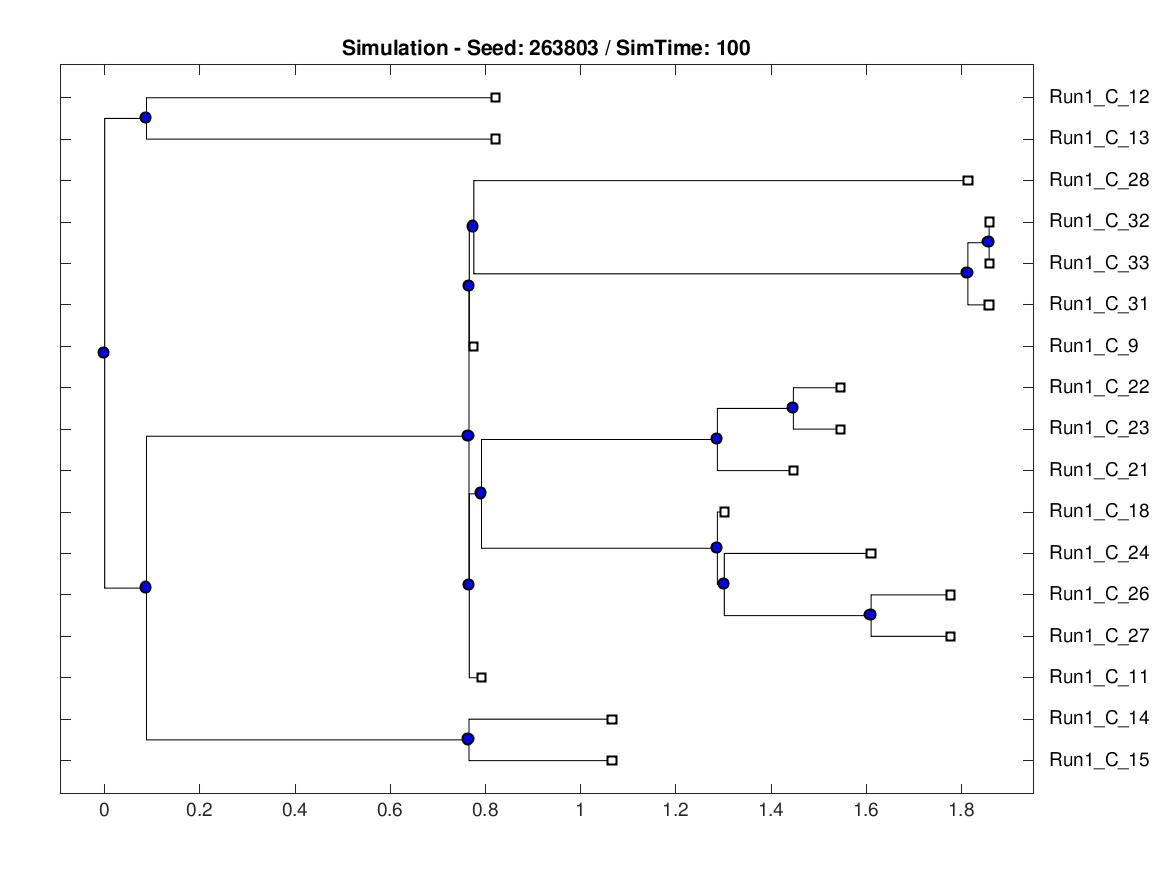 Simulation - Seed: 263803 / SimTime: 100
Run1_C_12
Run1_C_13
Run1_C_28
Run1_C_32
Run1_C_33
Run1_C_31
Run1_C_9
Run1_C_22
Run1_C_23
Run1_C_21
Run1_C_18
Run1_C_24
Run1_C_26
Run1_C_27
Run1_C_11
Run1_C_14
Run1_C_15
0 0.2 0.4 0.6 0.8 1 1.2 1.4 1.6 1.8